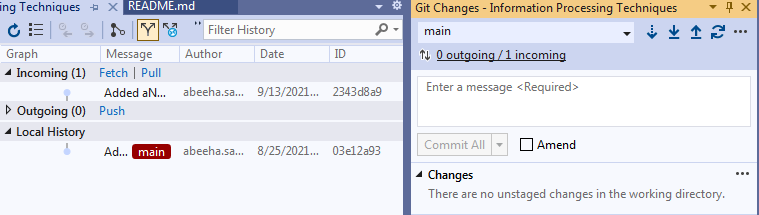 ng Techniques
README.md
Filter History
Graph Message Author Date ID
Incoming (1) Fetch | Pull
Added aN... abeeha.sa... 9/13/2021... 2343d8a9
Outgoing (0) Push
Local History
Ad... main abeeha.sa... 8/25/2021... 03e12a93
Git Changes - Information Processing Techniques
main
0 outgoing / 1 incoming
Enter a message <Required>
Commit All Amend
Changes
There are no unstaged changes in the working directory.